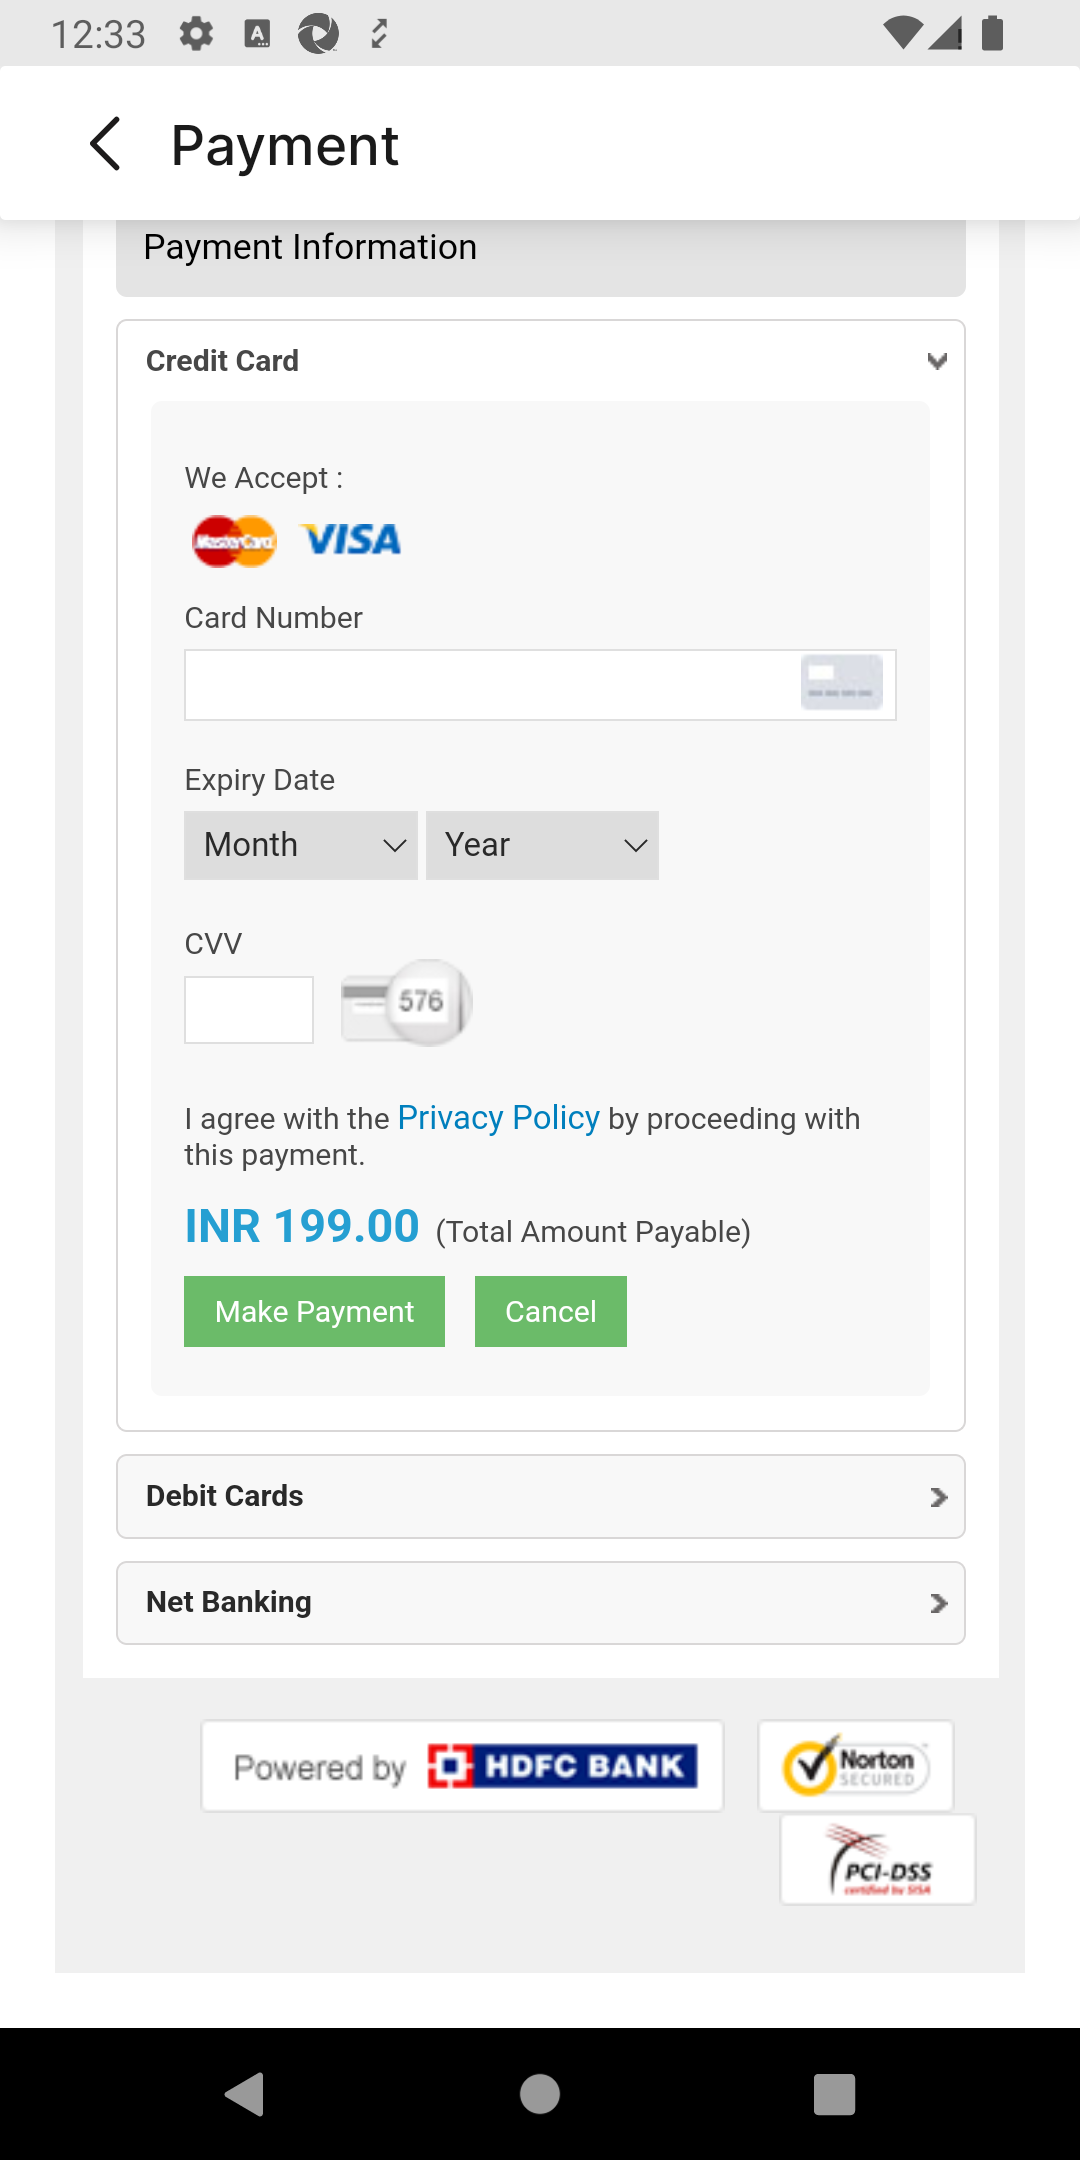 12:33
Payment
Payment Information
Credit Card
We Accept :
MasterCard VISA
Card Number
Expiry Date
Month Year
CVV
576
I agree with the Privacy Policy by proceeding with
this payment.
INR 199.00 (Total Amount Payable)
Make Payment Cancel
Debit Cards
Net Banking
Powered by HDFC BANK
Norton
SECURED
PCI-DSS
certified by SISA